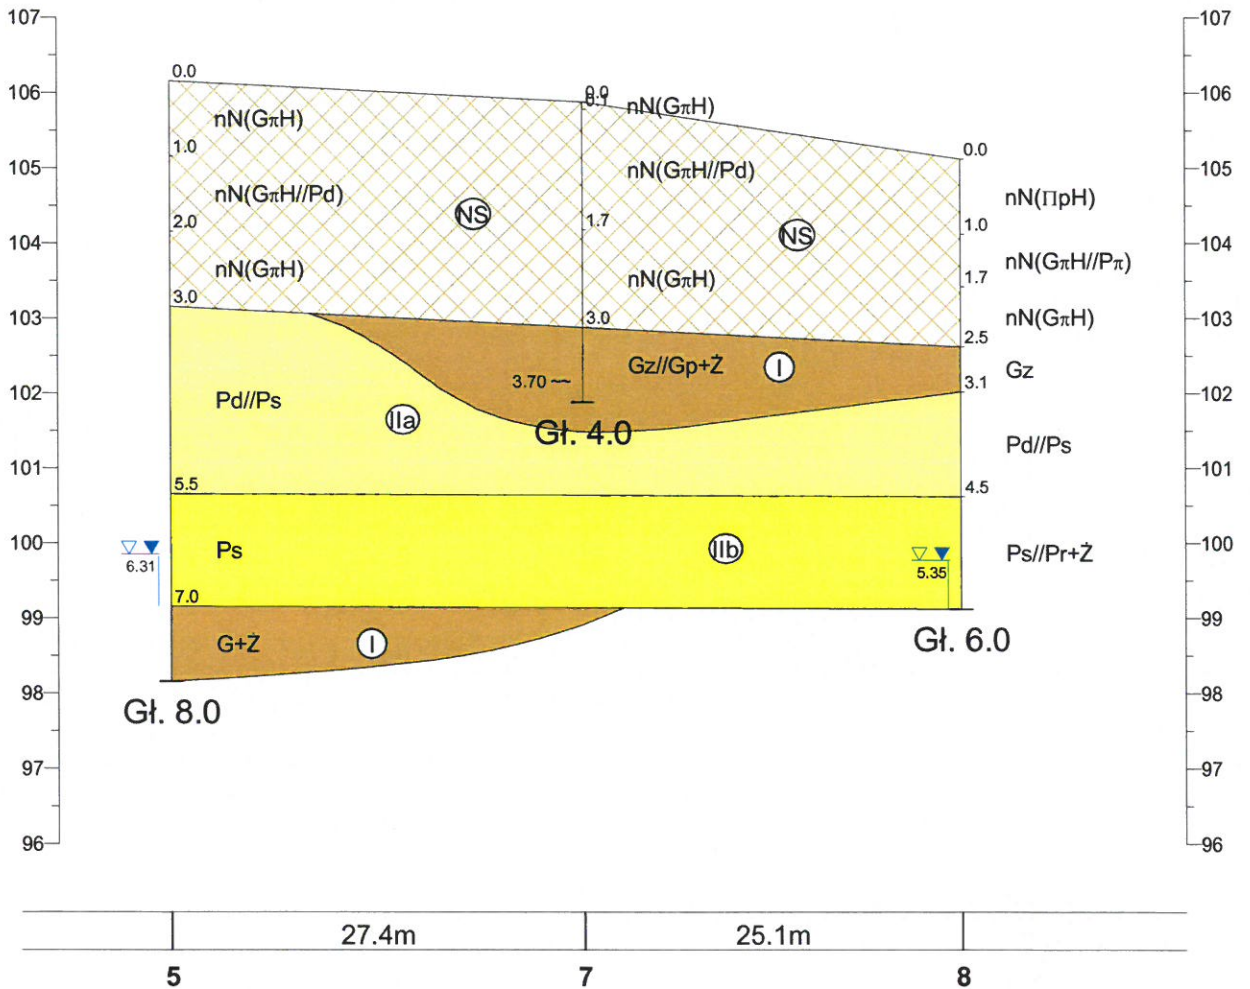 107
107
0.0
106
0.0
0.1
nN(GπH)
106
nN(GπH)
1.0
0.0
105
nN(GπH//Pd)
105
nN(GπH//Pd)
NS
nN(ΠpH)
2.0
1.7
NS
1.0
104
104
nN(GπH)
nN(GπH)
1.7
nN(GπH//Pπ)
3.0
103
3.0
nN(GπH)
103
2.5
Gz//Gp+Ż
I
Gz
3.70 ~~
3.1
102
Pd//Ps
IIa
102
Gł. 4.0
Pd//Ps
101
101
5.5
4.5
100
Ps
IIb
Ps//Pr+Ż
100
6.31
5.35
7.0
99
99
G+Ż
I
Gł. 6.0
98
98
Gł. 8.0
97
97
96
96
27.4m
25.1m
5
7
8